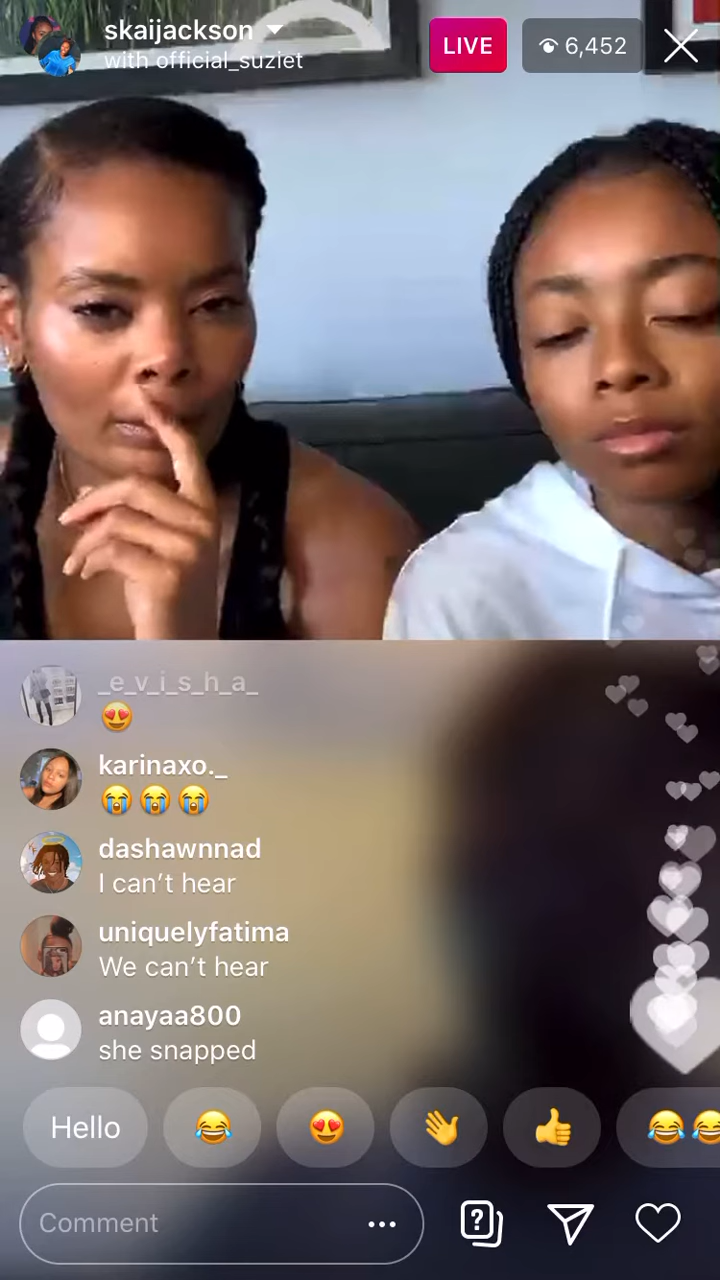 skaijackson
LIVE
6,452
with official_suziet
_e_v_i_s_h_a_
😍
karinaxo._
😭😭😭
dashawnnad
I can't hear
uniquelyfatima
We can't hear
anayaa800
she snapped
Hello 😂 😍 👋 👍 😂😂
Comment